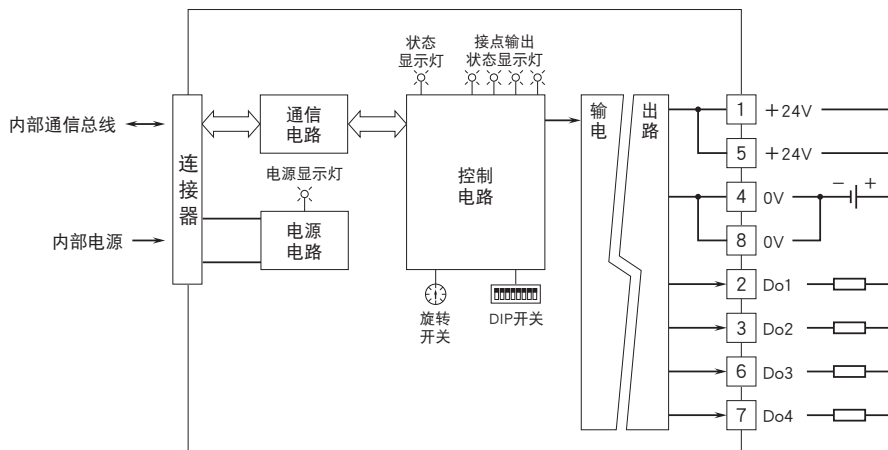 状态
显示灯
接点输出
状态显示灯
内部通信总线
连接器
通信
电路
电源显示灯
控制
电路
内部电源
电源
电路
旋转
开关
DIP开关
输出
电路
1 +24V
5 +24V
− +
4 0V
8 0V
2 Do1
3 Do2
6 Do3
7 Do4